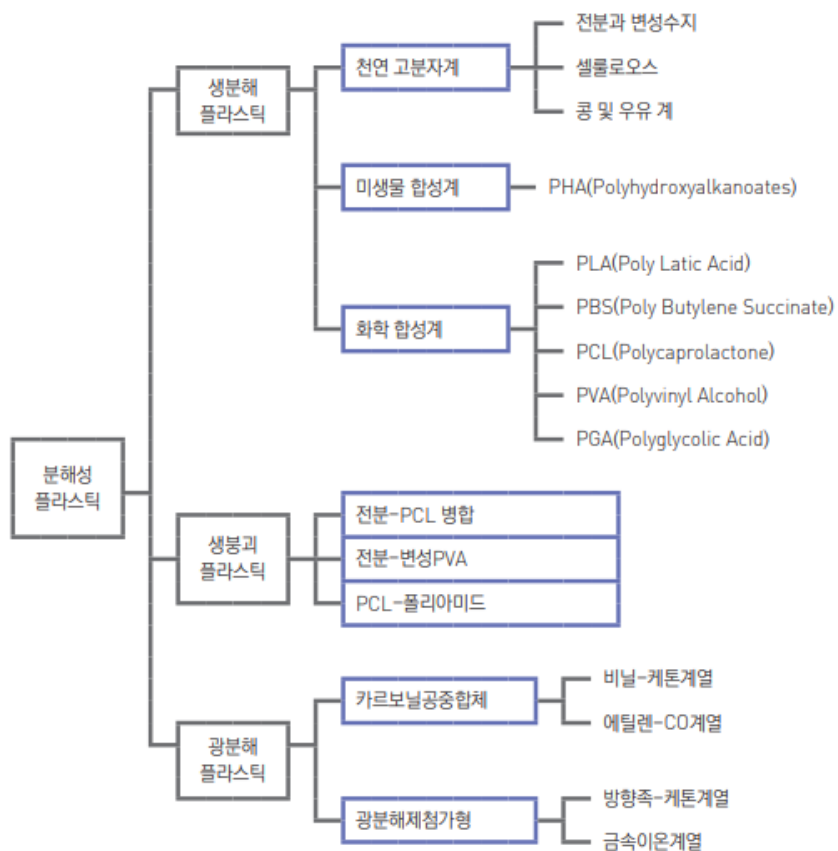 전분과 변성수지
천연 고분자계
셀룰로오스
생분해
플라스틱
콩 및 우유 계
미생물 합성계
PHA(Polyhydroxyalkanoates)
PLA(Poly Latic Acid)
PBS(Poly Butylene Succinate)
화학 합성계
PCL(Polycaprolactone)
PVA(Polyvinyl Alcohol)
PGA(Polyglycolic Acid)
분해성
플라스틱
전분-PCL 병합
생붕괴
플라스틱
전분-변성PVA
PCL-폴리아미드
비닐-케톤계열
카르보닐공중합체
에틸렌-CO계열
광분해
플라스틱
방향족-케톤계열
광분해제첨가형
금속이온계열